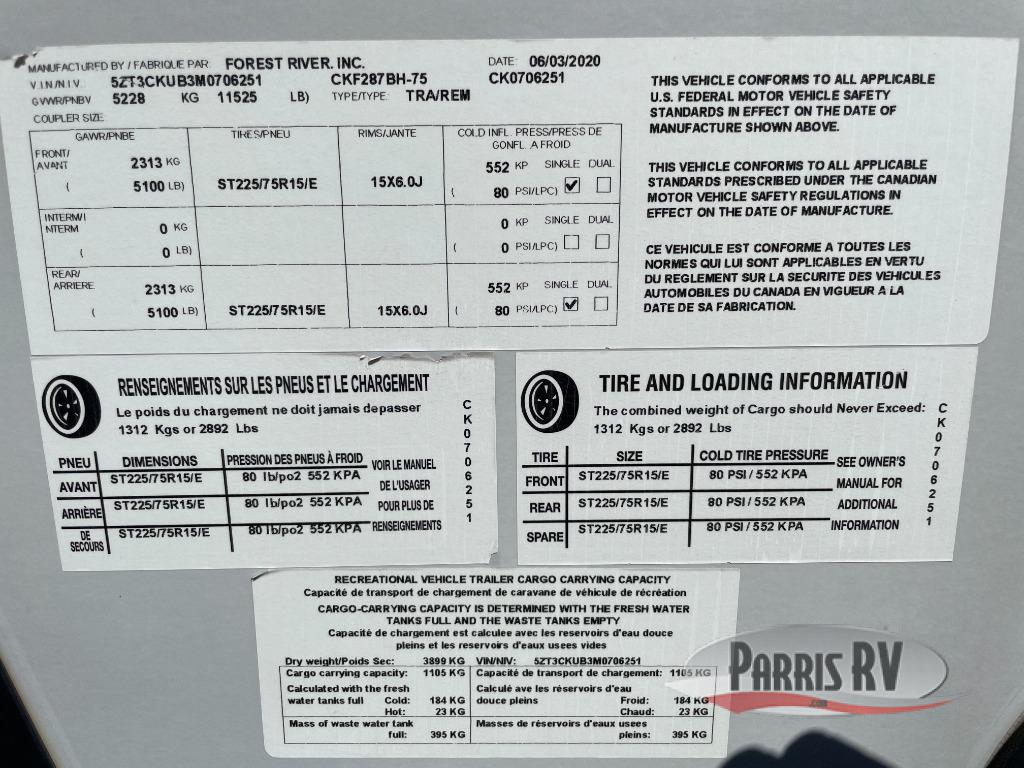 MANUFACTURED BY / FABRIQUE PAR: FOREST RIVER, INC. DATE: 06/03/2020
V.I.N/N.I.V. 5ZT3CKUB3M0706251 CKF287BH-75 CK0706251
GVWR/PNBV 5228 KG 11525 LB) TYPE/TYPE: TRA/REM
COUPLER SIZE
GAWR/PNBE TIRES/PNEU RIMS/JANTE COLD INFL. PRESS/PRESS DE
GONFL. A FROID
FRONT/
AVANT 2313 KG 552 KP SINGLE DUAL
( 5100 LB) ST225/75R15/E 15X6.0J ( 80 PSI/LPC) ✓
INTERM/I
NTERM 0 KG 0 KP SINGLE DUAL
( 0 LB) ( 0 PSI/LPC)
REAR/
ARRIERE 2313 KG 552 KP SINGLE DUAL
( 5100 LB) ST225/75R15/E 15X6.0J ( 80 PSI/LPC) ✓
THIS VEHICLE CONFORMS TO ALL APPLICABLE
U.S. FEDERAL MOTOR VEHICLE SAFETY
STANDARDS IN EFFECT ON THE DATE OF
MANUFACTURE SHOWN ABOVE.
THIS VEHICLE CONFORMS TO ALL APPLICABLE
STANDARDS PRESCRIBED UNDER THE CANADIAN
MOTOR VEHICLE SAFETY REGULATIONS IN
EFFECT ON THE DATE OF MANUFACTURE.
CE VEHICULE EST CONFORME A TOUTES LES
NORMES QUI LUI SONT APPLICABLES EN VERTU
DU REGLEMENT SUR LA SECURITE DES VEHICULES
AUTOMOBILES DU CANADA EN VIGUEUR A LA
DATE DE SA FABRICATION.
RENSEIGNEMENTS SUR LES PNEUS ET LE CHARGEMENT
Le poids du chargement ne doit jamais depasser
1312 Kgs or 2892 Lbs
PNEU DIMENSIONS PRESSION DES PNEUS À FROID
AVANT ST225/75R15/E 80 lb/po2 552 KPA
ARRIÈRE ST225/75R15/E 80 lb/po2 552 KPA
DE
SECOURS ST225/75R15/E 80 lb/po2 552 KPA
VOIR LE MANUEL
DE L'USAGER
POUR PLUS DE
RENSEIGNEMENTS
CK0706251
TIRE AND LOADING INFORMATION
The combined weight of Cargo should Never Exceed:
1312 Kgs or 2892 Lbs
TIRE SIZE COLD TIRE PRESSURE
FRONT ST225/75R15/E 80 PSI / 552 KPA
REAR ST225/75R15/E 80 PSI / 552 KPA
SPARE ST225/75R15/E 80 PSI / 552 KPA
SEE OWNER'S
MANUAL FOR
ADDITIONAL
INFORMATION
CK0706251
RECREATIONAL VEHICLE TRAILER CARGO CARRYING CAPACITY
Capacité de transport de chargement de caravane de véhicule de récréation
CARGO-CARRYING CAPACITY IS DETERMINED WITH THE FRESH WATER
TANKS FULL AND THE WASTE TANKS EMPTY
Capacité de chargement est calculee avec les reservoirs d'eau douce
pleins et les reservoirs d'eaux usees vides
Dry weight/Poids Sec: 3899 KG VIN/NIV: 5ZT3CKUB3M0706251
Cargo carrying capacity: 1105 KG Capacité de transport de chargement: 1105 KG
Calculated with the fresh Calculé ave les réservoirs d'eau
water tanks full Cold: 184 KG douce pleins Froid: 184 KG
Hot: 23 KG Chaud: 23 KG
Mass of waste water tank Masses de réservoirs d'eaux usees
full: 395 KG pleins: 395 KG
PARRIS RV
.com